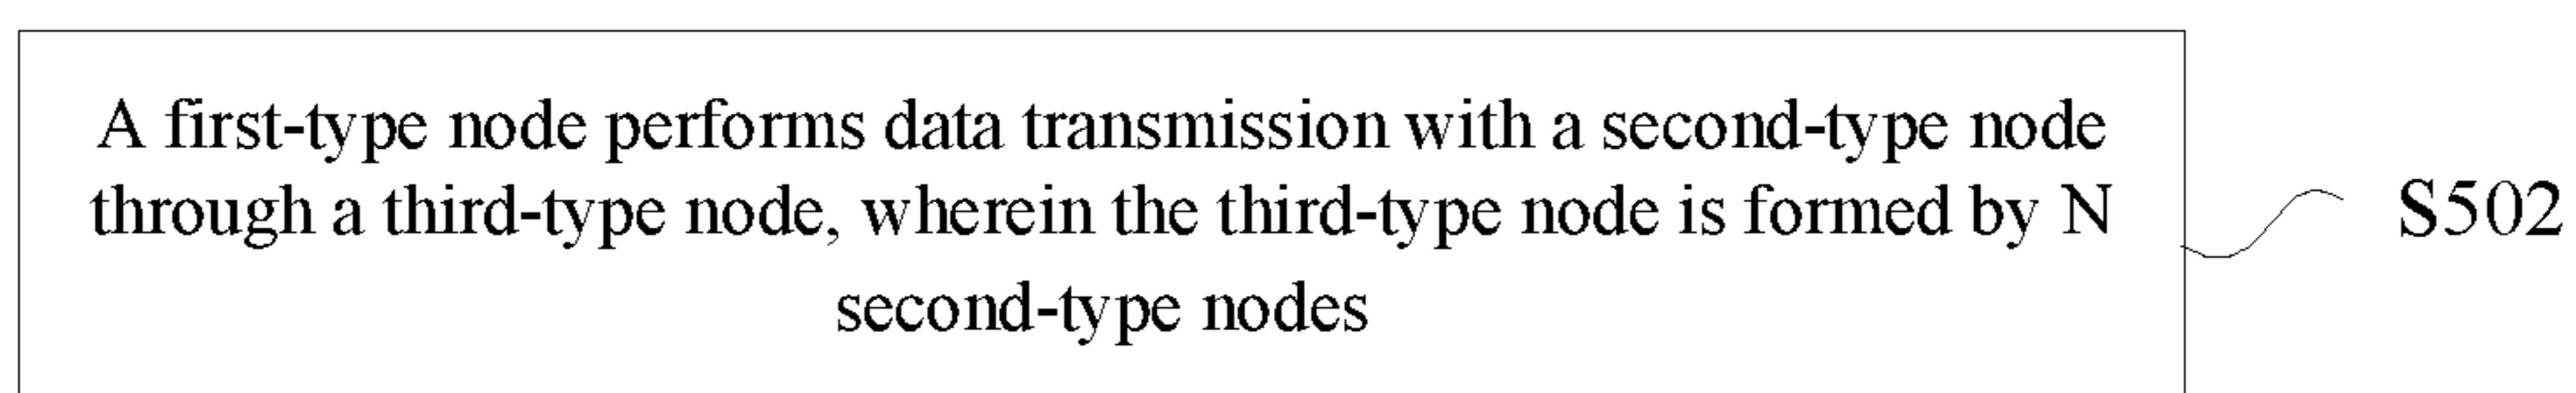 A first-type node performs data transmission with a second-type node
through a third-type node, wherein the third-type node is formed by N
second-type nodes
S502